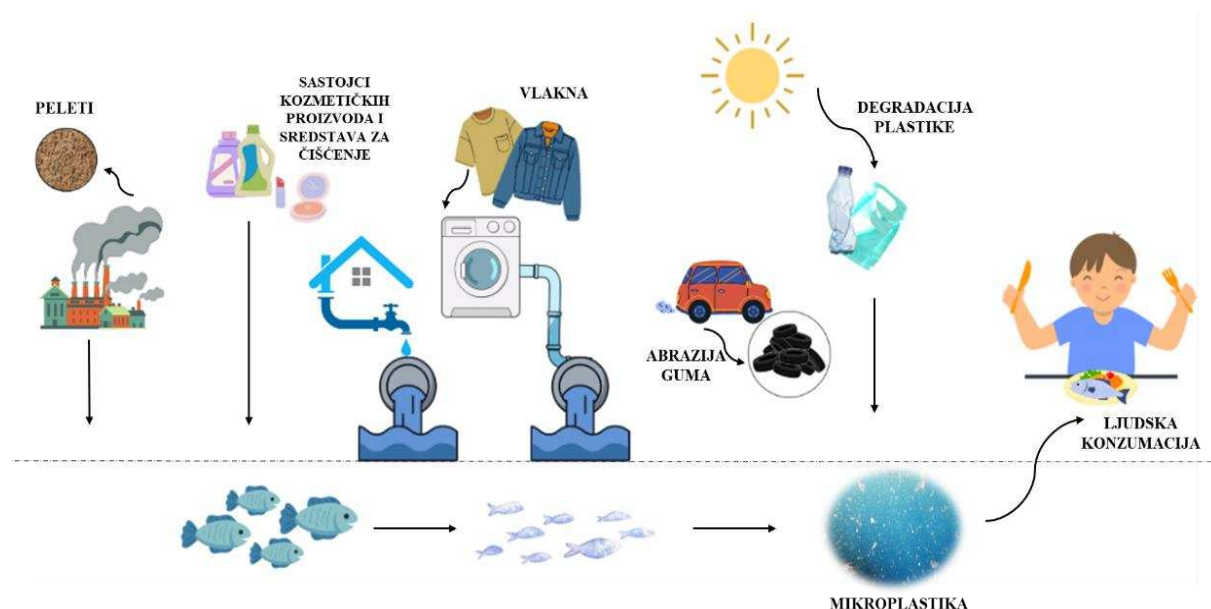 PELETI
SASTOJCI
KOZMETIČKIH
PROIZVODA I
SREDSTAVA ZA
ČIŠĆENJE
VLAKNA
DEGRADACIJA
PLASTIKE
ABRAZIJA
GUMA
LJUDSKA
KONZUMACIJA
MIKROPLASTIKA